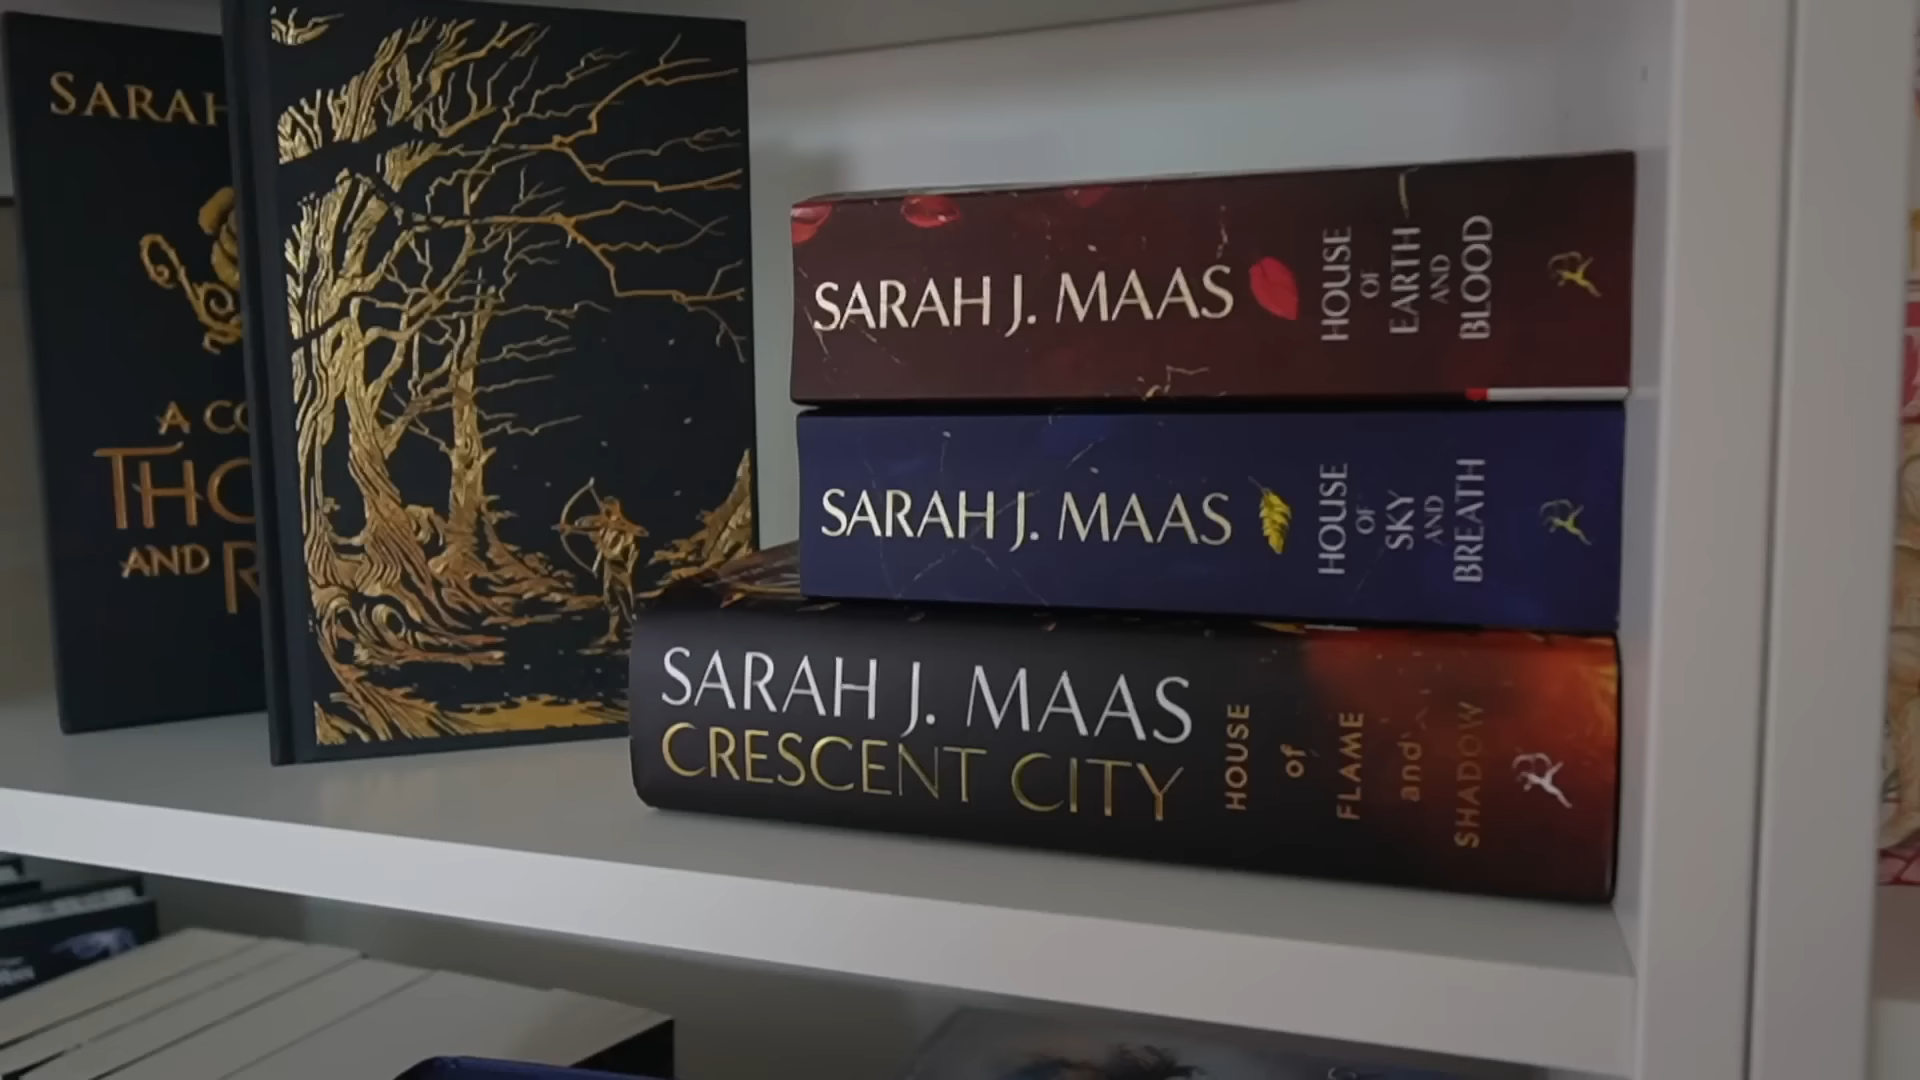 SARAH
A CO
THO
AND R
SARAH J. MAAS
HOUSE
OF
EARTH
AND
BLOOD
SARAH J. MAAS
HOUSE
OF
SKY
AND
BREATH
SARAH J. MAAS
CRESCENT CITY
HOUSE
of
FLAME
and
SHADOW